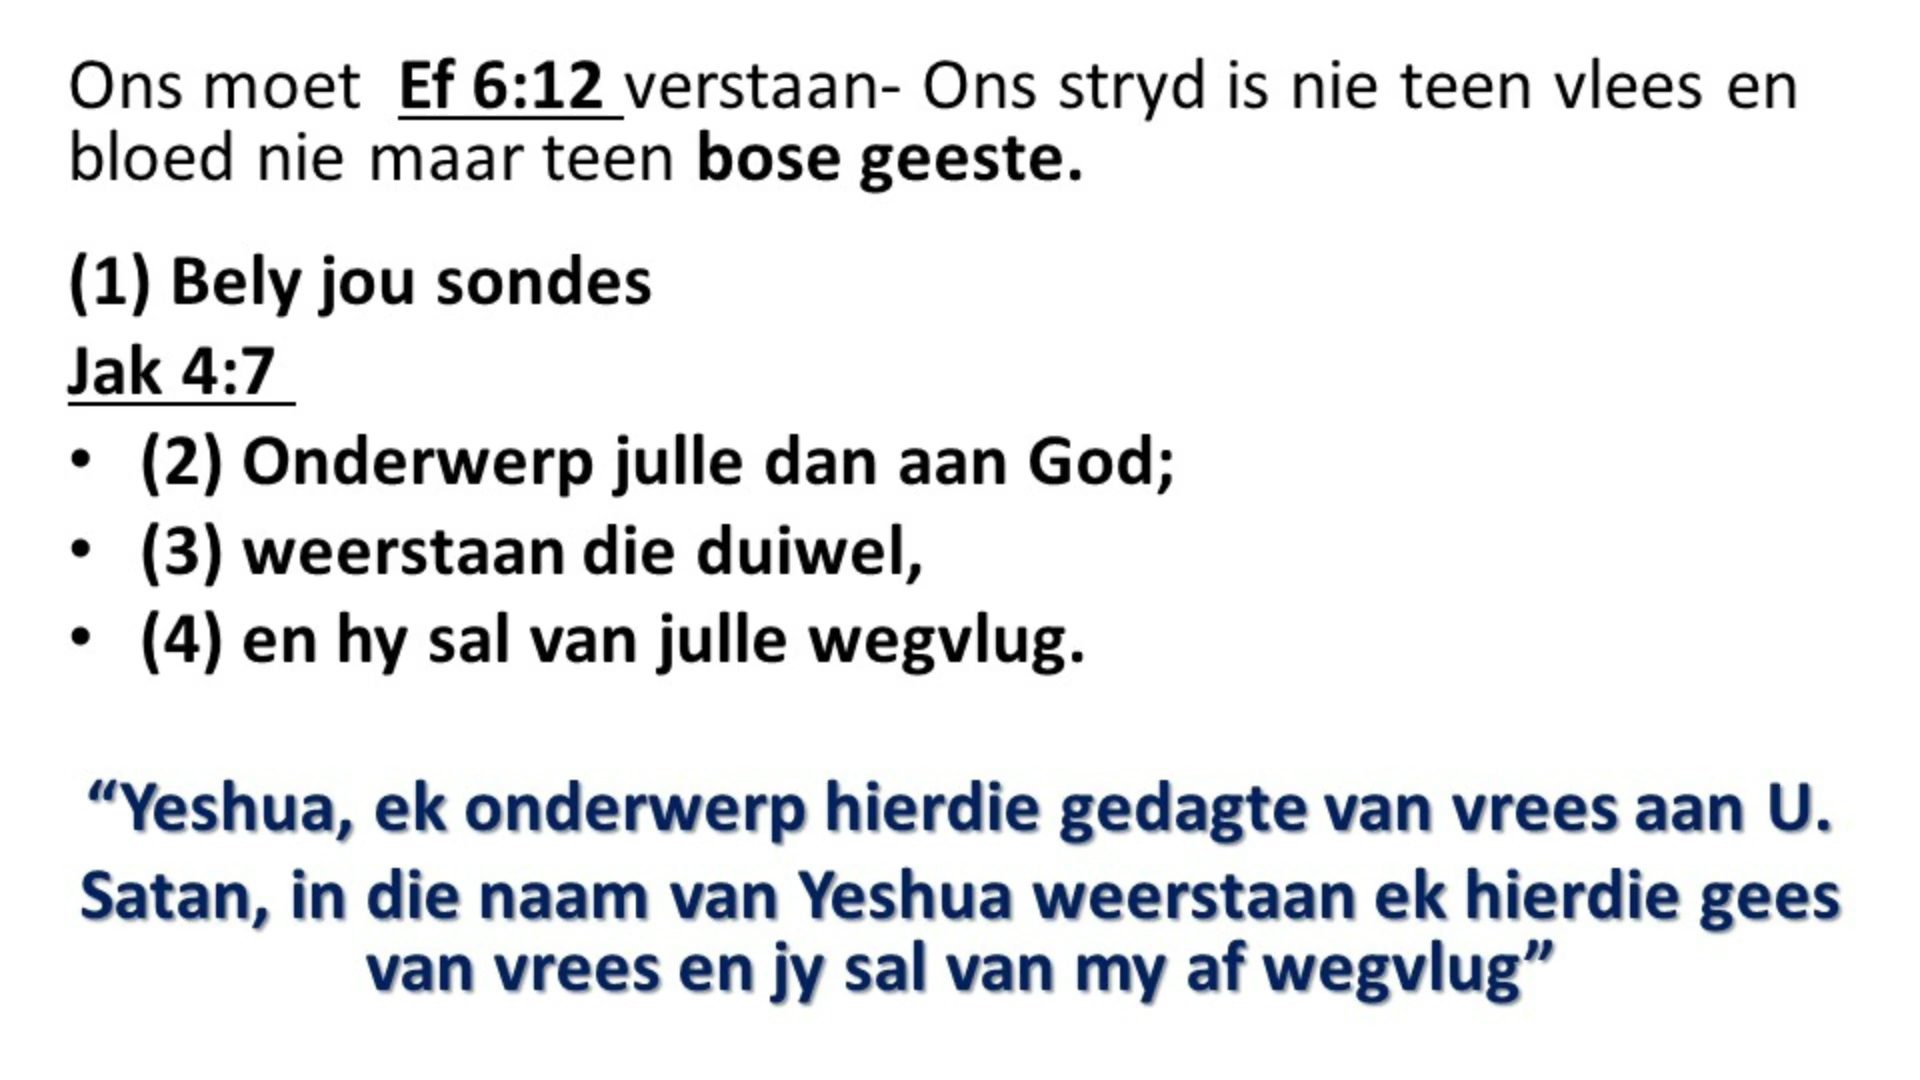 Ons moet  Ef 6:12 verstaan- Ons stryd is nie teen vlees en
bloed nie maar teen bose geeste.
(1) Bely jou sondes
Jak 4:7
• (2) Onderwerp julle dan aan God;
• (3) weerstaan die duiwel,
• (4) en hy sal van julle wegvlug.
“Yeshua, ek onderwerp hierdie gedagte van vrees aan U.
Satan, in die naam van Yeshua weerstaan ek hierdie gees
van vrees en jy sal van my af wegvlug”